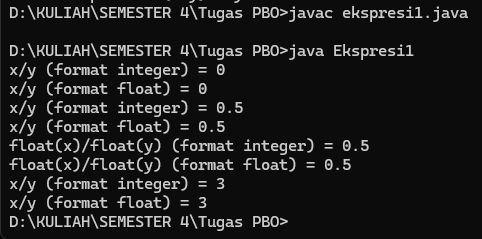 D:\KULIAH\SEMESTER 4\Tugas PBO>javac ekspresi1.java
D:\KULIAH\SEMESTER 4\Tugas PBO>java Ekspresi1
x/y (format integer) = 0
x/y (format float) = 0
x/y (format integer) = 0.5
x/y (format float) = 0.5
float(x)/float(y) (format integer) = 0.5
float(x)/float(y) (format float) = 0.5
x/y (format integer) = 3
x/y (format float) = 3
D:\KULIAH\SEMESTER 4\Tugas PBO>